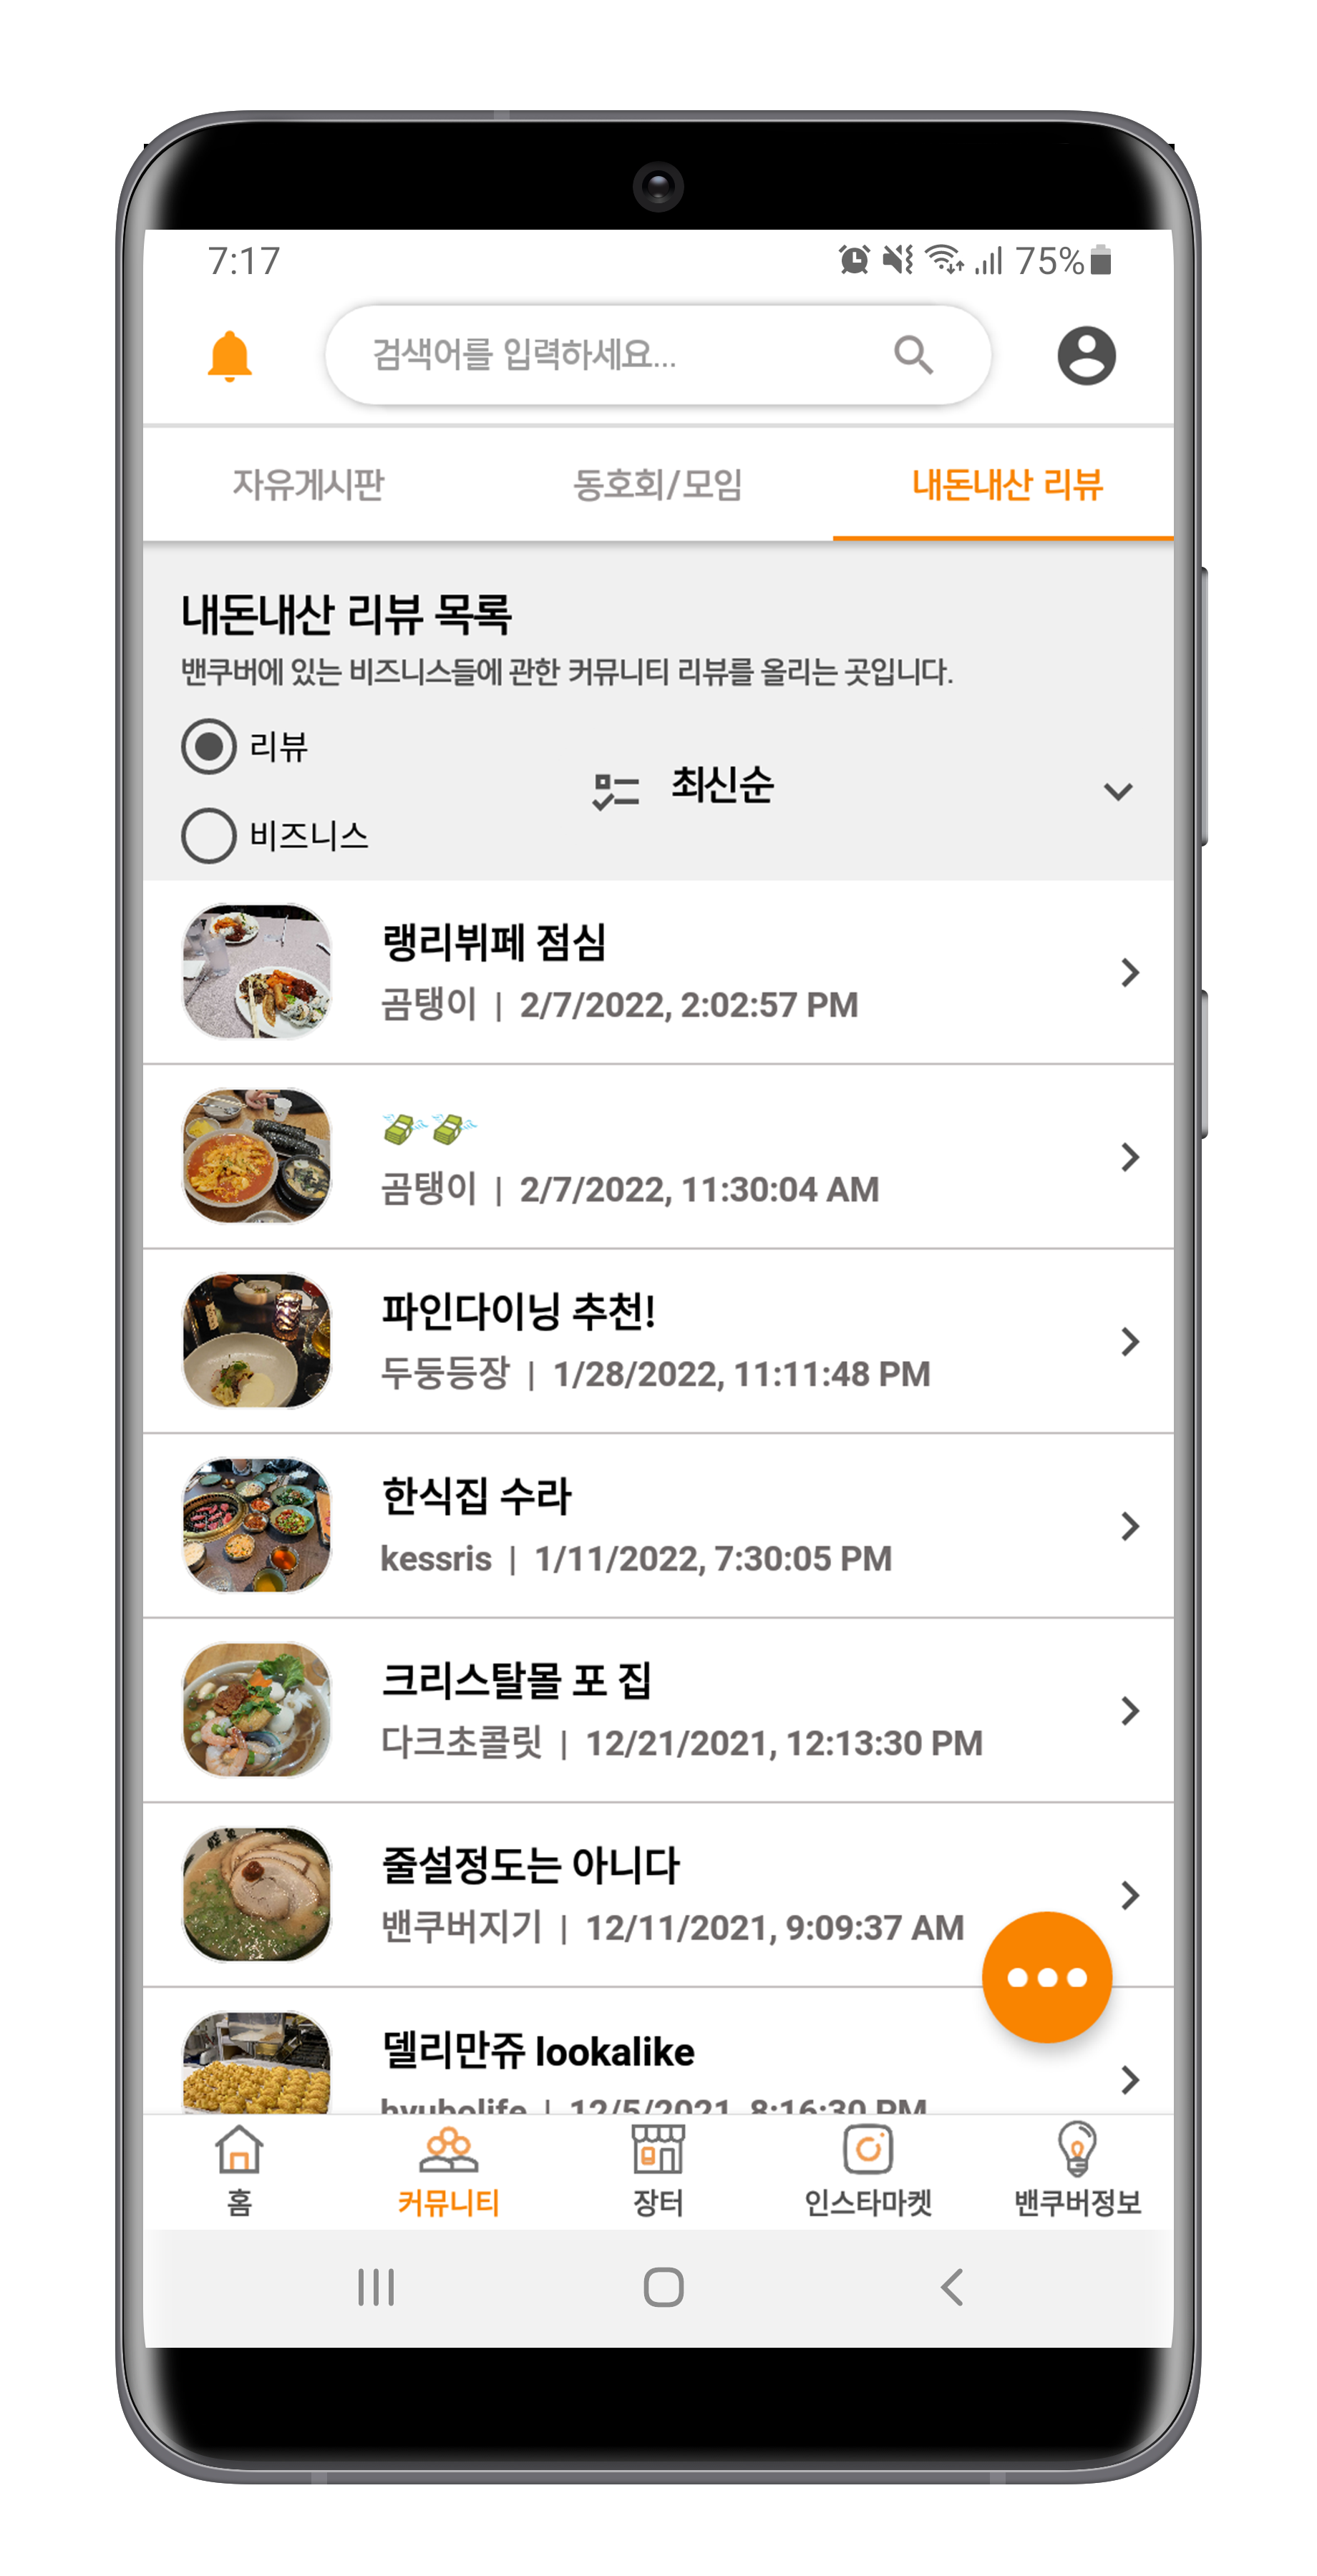 7:17
75%
검색어를 입력하세요...
자유게시판 동호회/모임 내돈내산 리뷰
내돈내산 리뷰 목록
밴쿠버에 있는 비즈니스들에 관한 커뮤니티 리뷰를 올리는 곳입니다.
리뷰
최신순
비즈니스
랭리뷔페 점심
곰탱이 | 2/7/2022, 2:02:57 PM
💸💸
곰탱이 | 2/7/2022, 11:30:04 AM
파인다이닝 추천!
두둥등장 | 1/28/2022, 11:11:48 PM
한식집 수라
kessris | 1/11/2022, 7:30:05 PM
크리스탈몰 포 집
다크초콜릿 | 12/21/2021, 12:13:30 PM
줄설정도는 아니다
밴쿠버지기 | 12/11/2021, 9:09:37 AM
델리만쥬 lookalike
hyubolife | 12/5/2021, 8:16:30 PM
홈 커뮤니티 장터 인스타마켓 밴쿠버정보